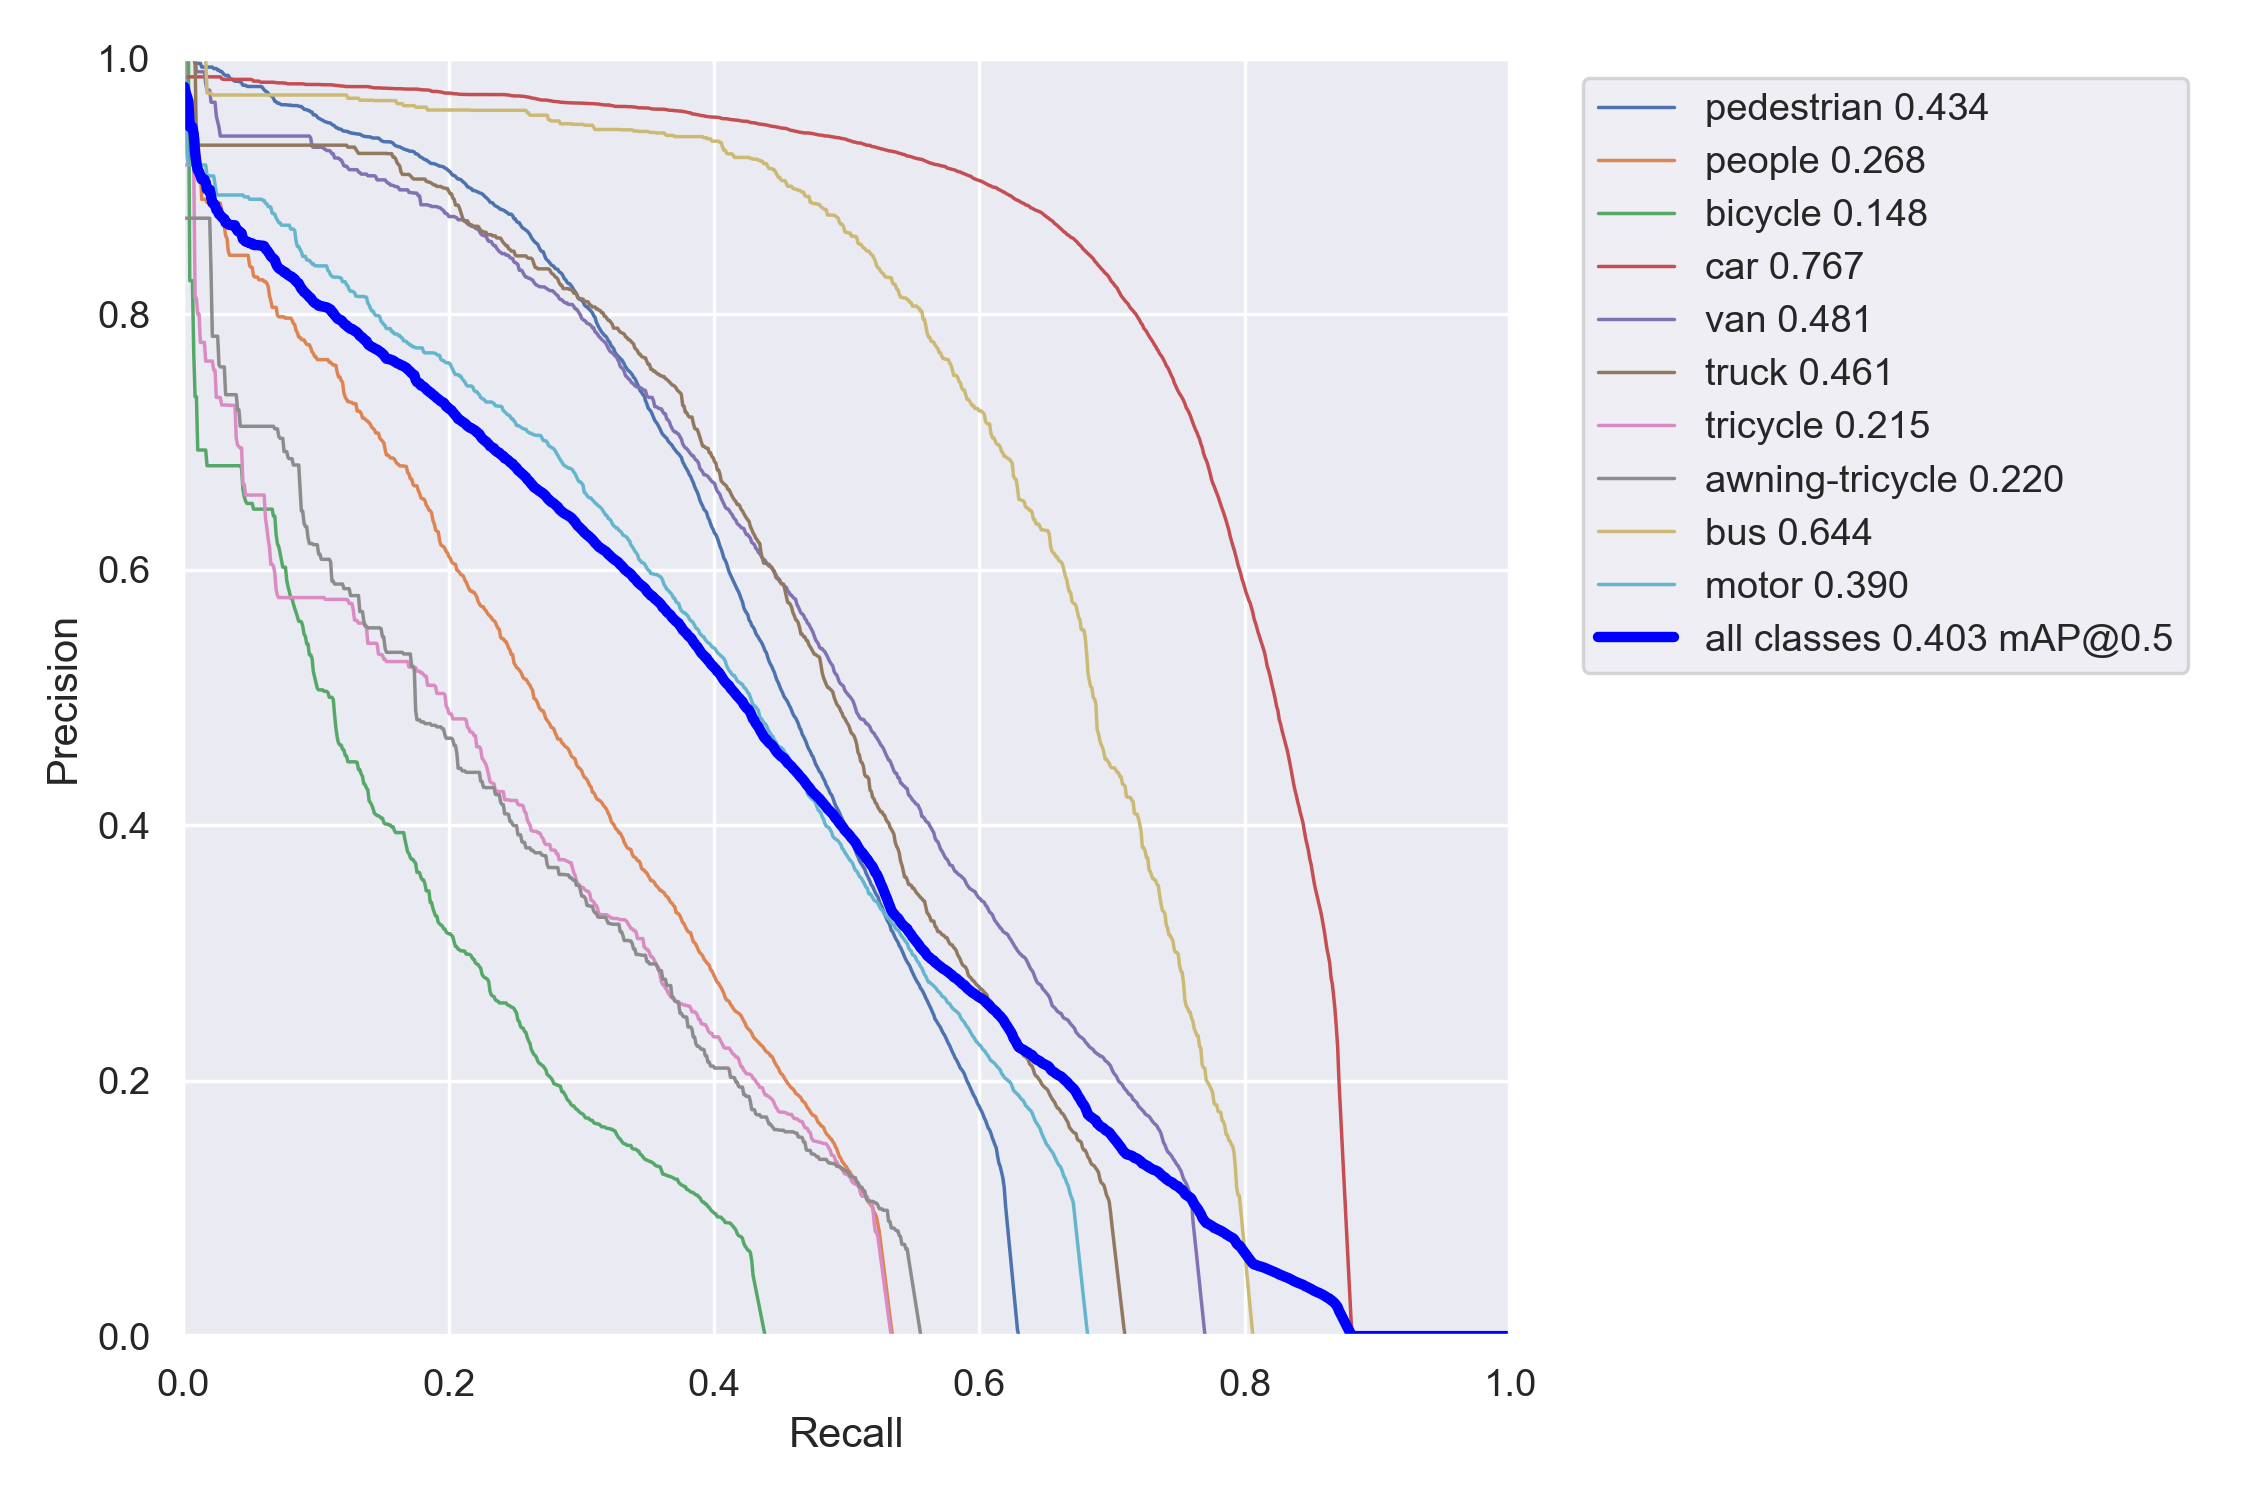 1.0
0.8
0.6
0.4
0.2
0.0
Precision
0.0 0.2 0.4 0.6 0.8 1.0
Recall
pedestrian 0.434
people 0.268
bicycle 0.148
car 0.767
van 0.481
truck 0.461
tricycle 0.215
awning-tricycle 0.220
bus 0.644
motor 0.390
all classes 0.403 mAP@0.5